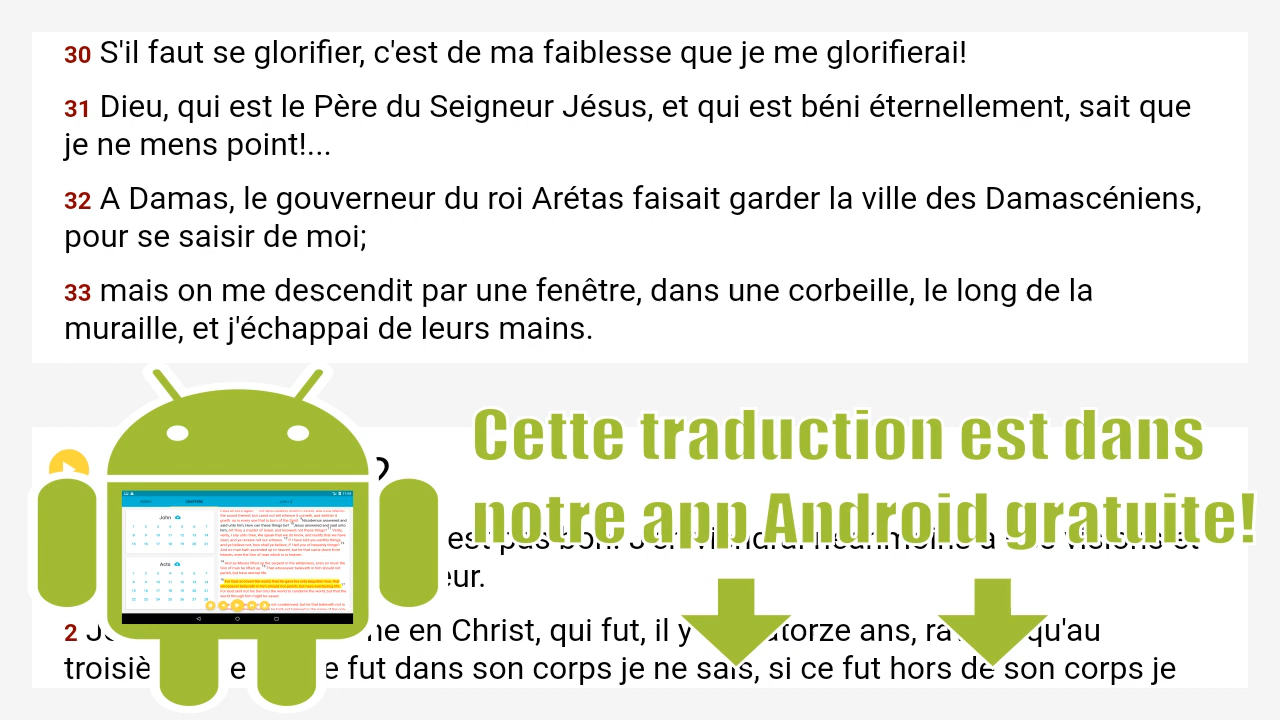 30 S'il faut se glorifier, c'est de ma faiblesse que je me glorifierai!
31 Dieu, qui est le Père du Seigneur Jésus, et qui est béni éternellement, sait que
je ne mens point!...
32 A Damas, le gouverneur du roi Arétas faisait garder la ville des Damascéniens,
pour se saisir de moi;
33 mais on me descendit par une fenêtre, dans une corbeille, le long de la
muraille, et j'échappai de leurs mains.
Cette traduction est dans
notre app Android gratuite!
est pas bon.
2 en Christ, qui fut, il y ans, qu'au
fut dans son corps je ne sais, si ce fut hors de son corps je